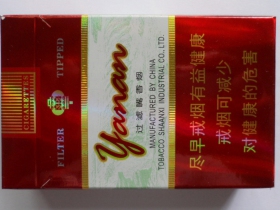 FILTER TIPPED
CIGARETTES
Yanan
过滤嘴香烟
MANUFACTURED BY CHINA
TOBACCO SHAANXI INDUSTRIAL CO., LTD.
尽早戒烟有益健康
戒烟可减少
对健康的危害